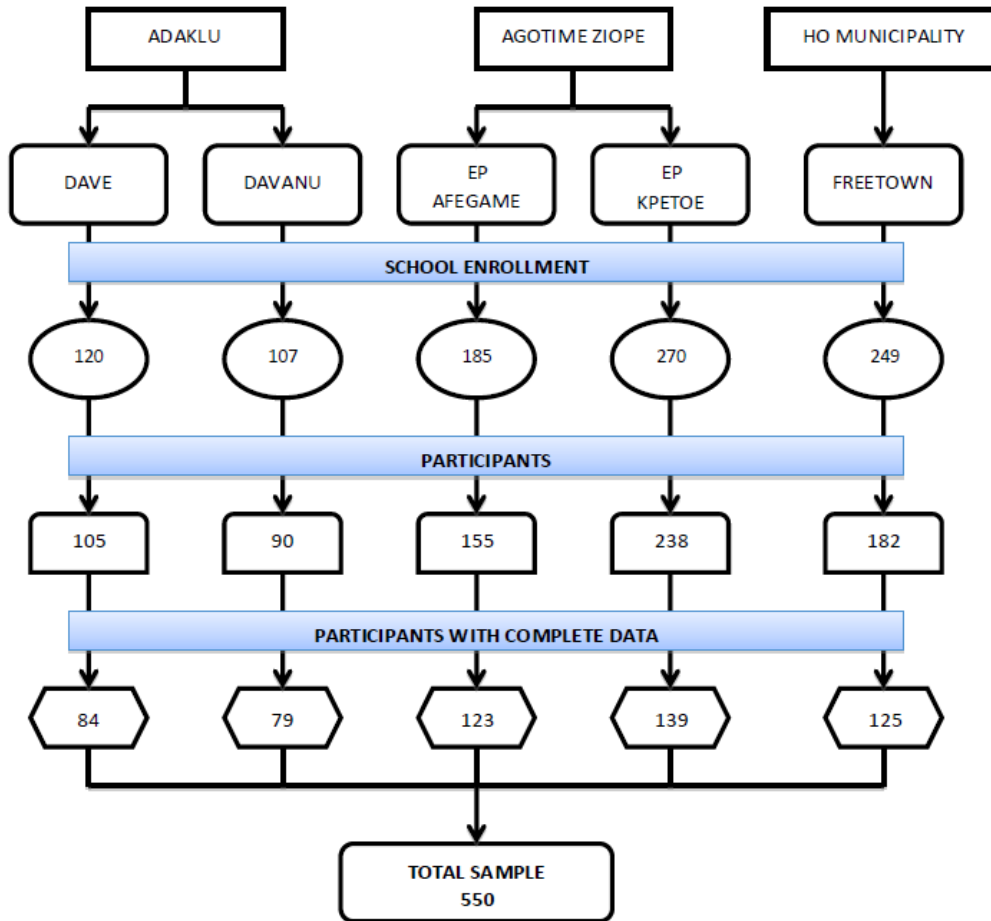 ADAKLU
AGOTIME ZIOPE
HO MUNICIPALITY
DAVE
DAVANU
EP
AFEGAME
EP
KPETOE
FREETOWN
SCHOOL ENROLLMENT
120
107
185
270
249
PARTICIPANTS
105
90
155
238
182
PARTICIPANTS WITH COMPLETE DATA
84
79
123
139
125
TOTAL SAMPLE
550